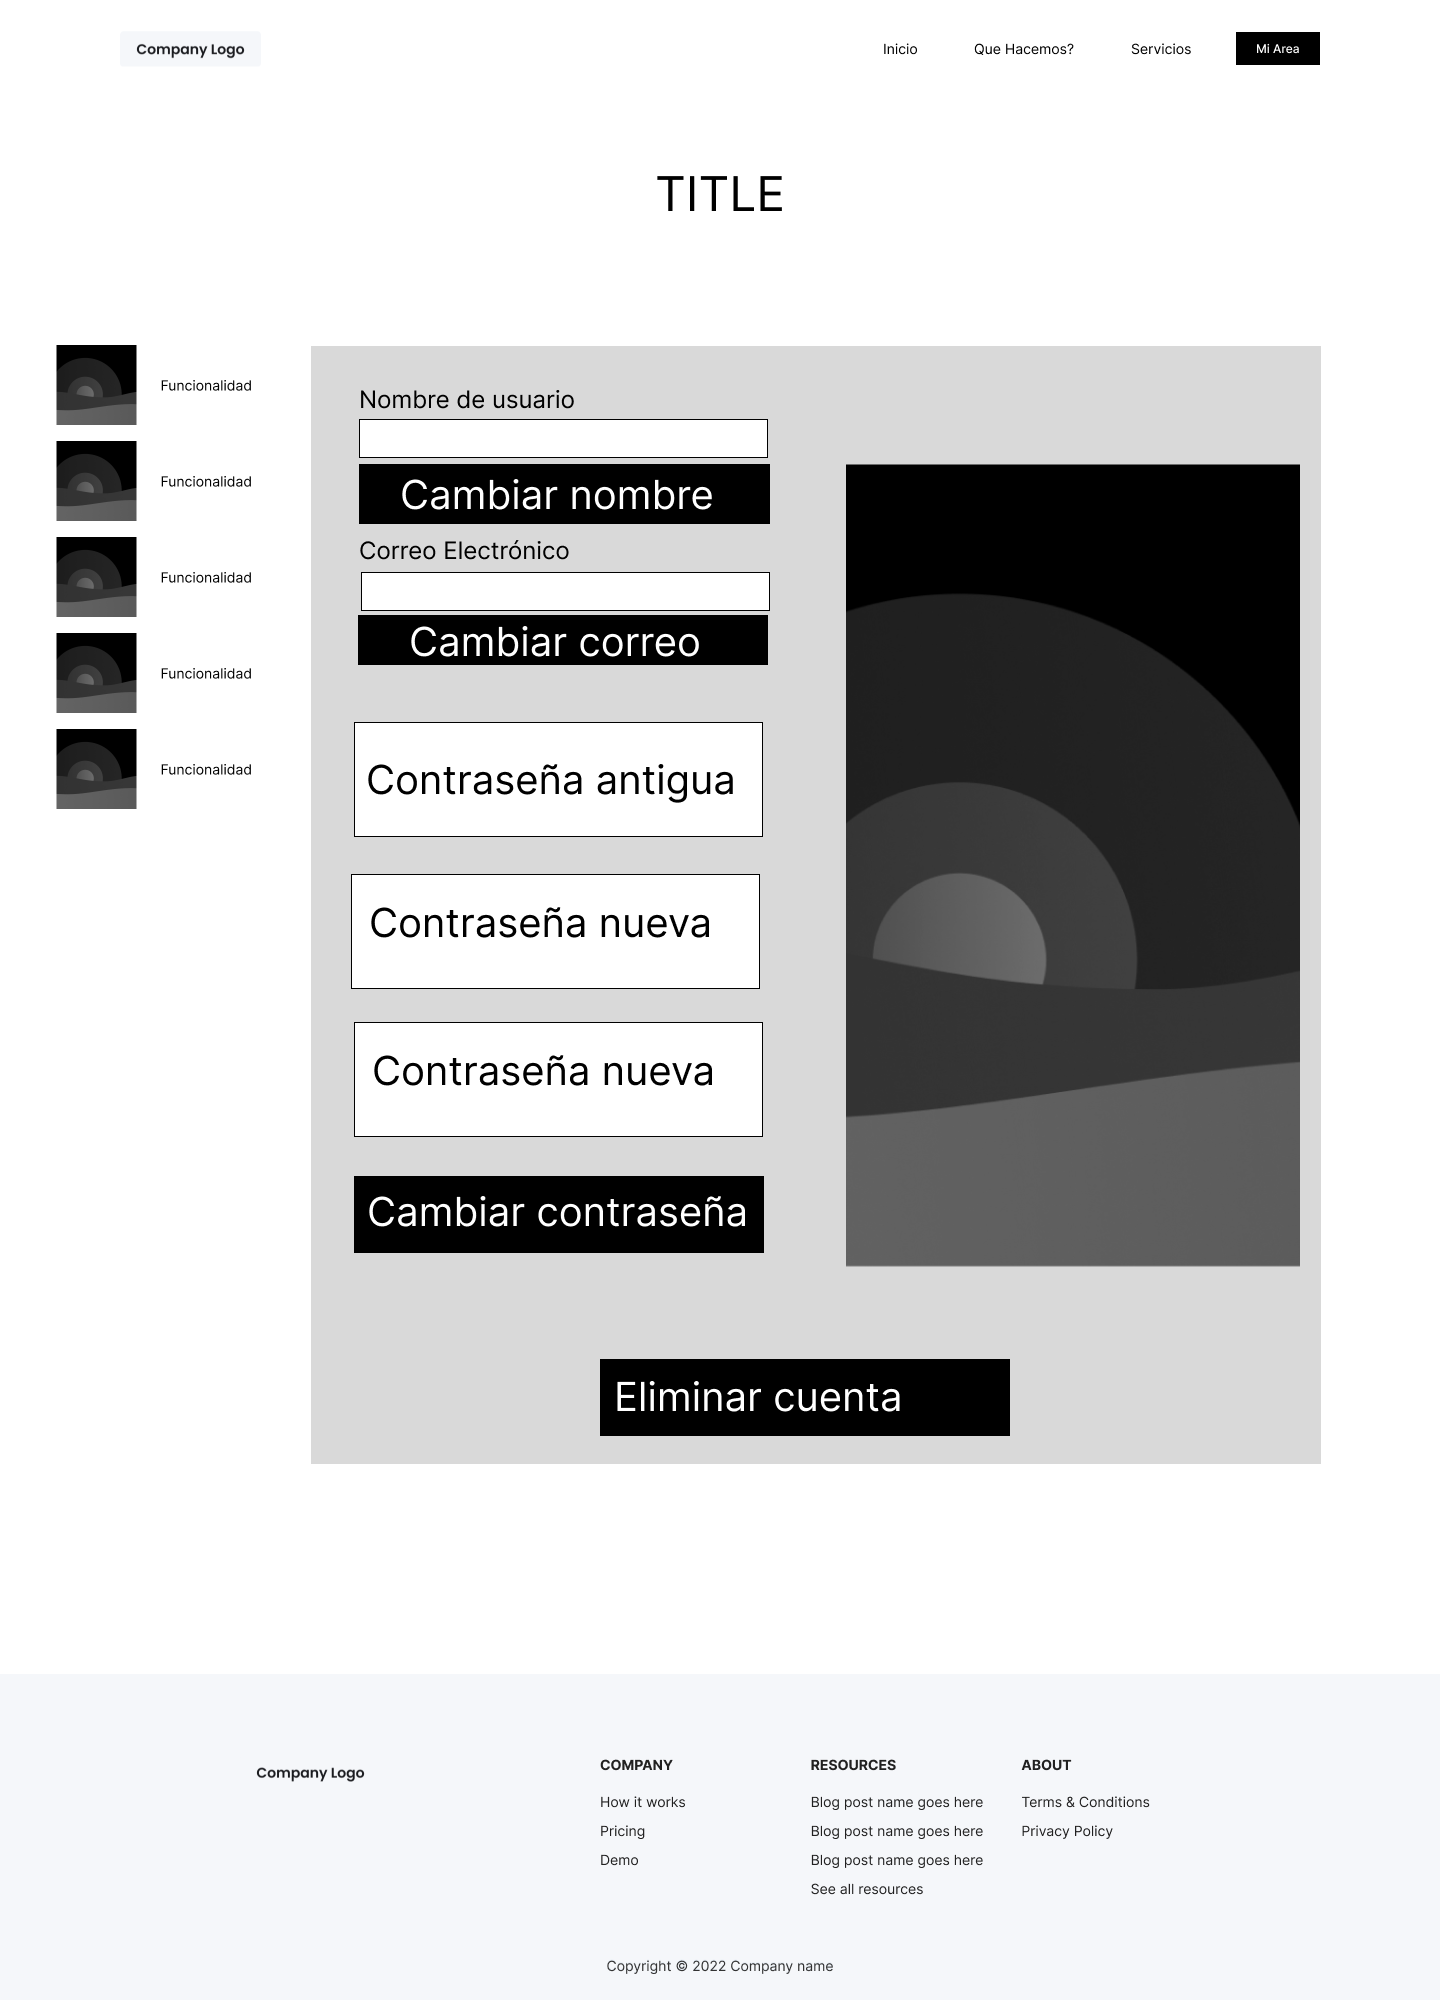 Company Logo
Inicio
Que Hacemos?
Servicios
Mi Area
TITLE
Funcionalidad
Funcionalidad
Funcionalidad
Funcionalidad
Funcionalidad
Nombre de usuario
Cambiar nombre
Correo Electrónico
Cambiar correo
Contraseña antigua
Contraseña nueva
Contraseña nueva
Cambiar contraseña
Eliminar cuenta
Company Logo
COMPANY
How it works
Pricing
Demo
RESOURCES
Blog post name goes here
Blog post name goes here
Blog post name goes here
See all resources
ABOUT
Terms & Conditions
Privacy Policy
Copyright © 2022 Company name